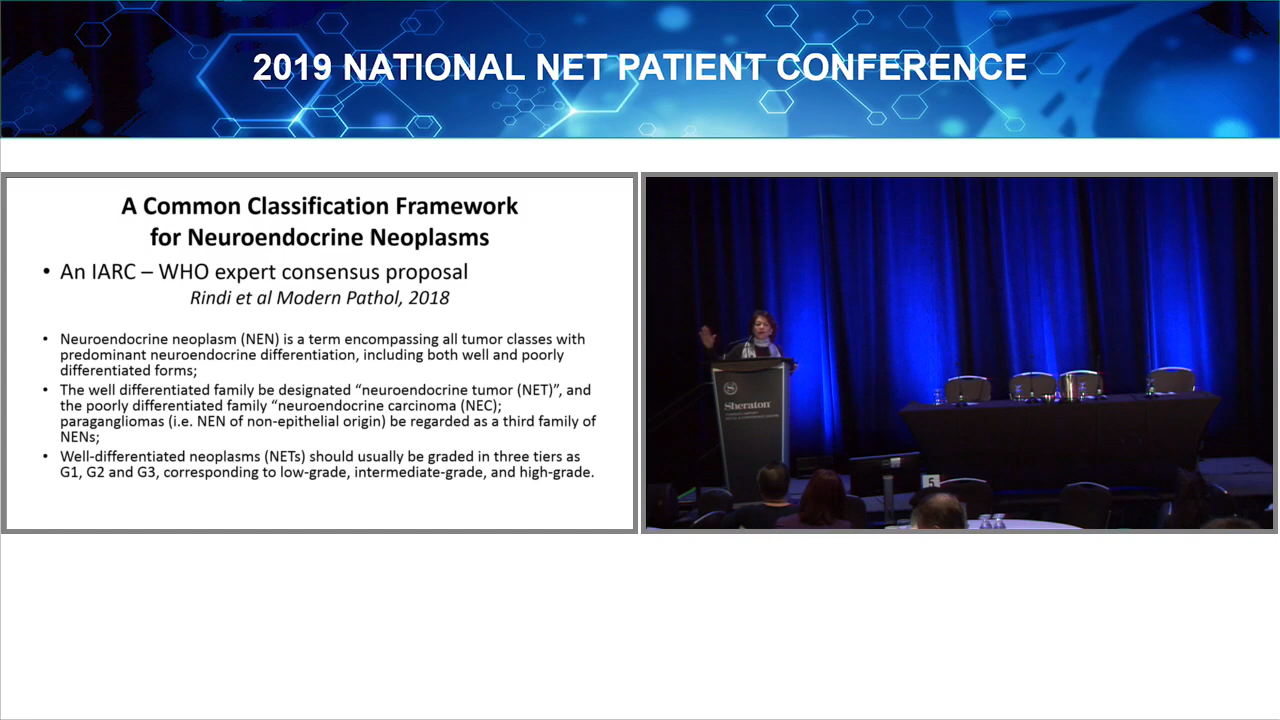 2019 NATIONAL NET PATIENT CONFERENCE
A Common Classification Framework
for Neuroendocrine Neoplasms
• An IARC – WHO expert consensus proposal
Rindi et al Modern Pathol, 2018
• Neuroendocrine neoplasm (NEN) is a term encompassing all tumor classes with
predominant neuroendocrine differentiation, including both well and poorly
differentiated forms;
• The well differentiated family be designated “neuroendocrine tumor (NET)”, and
the poorly differentiated family “neuroendocrine carcinoma (NEC);
paragangliomas (i.e. NEN of non-epithelial origin) be regarded as a third family of
NENs;
• Well-differentiated neoplasms (NETs) should usually be graded in three tiers as
G1, G2 and G3, corresponding to low-grade, intermediate-grade, and high-grade.
Sheraton
5